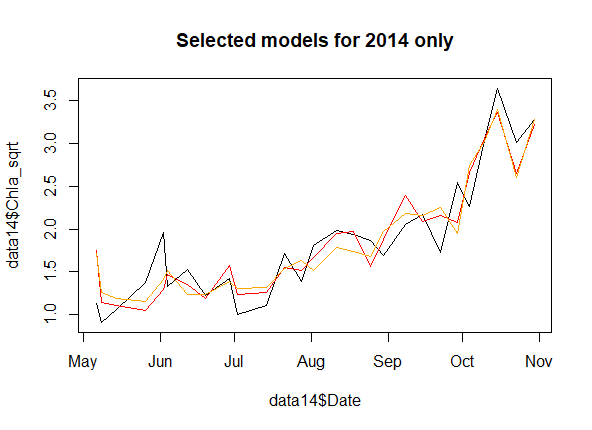 Selected models for 2014 only
data14$Chla_sqrt
3.5
3.0
2.5
2.0
1.5
1.0
May Jun Jul Aug Sep Oct Nov
data14$Date